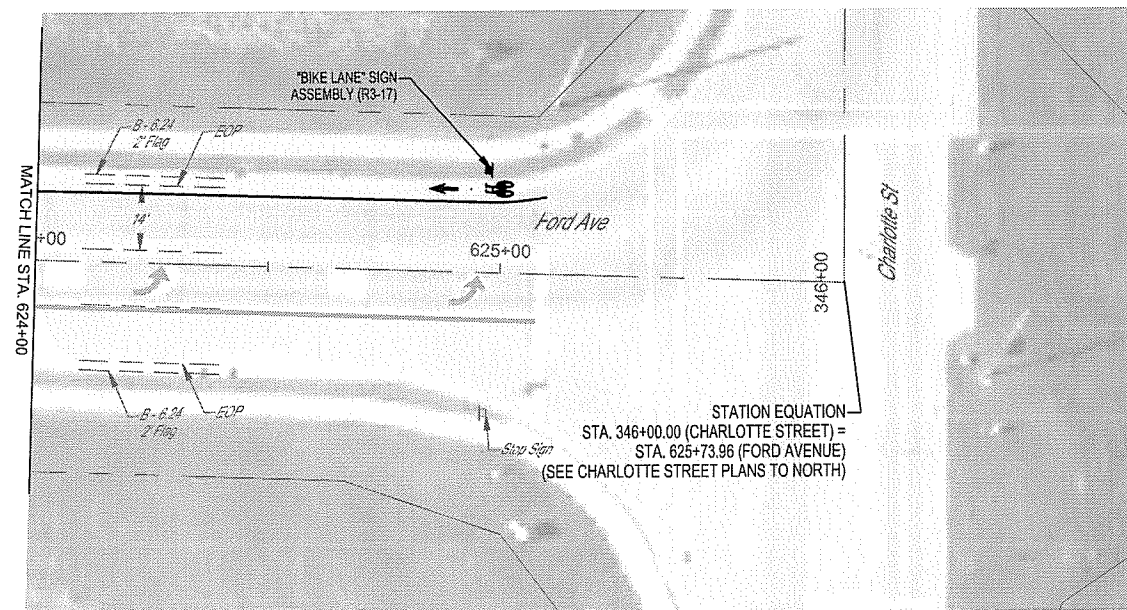 "BIKE LANE" SIGN
ASSEMBLY (R3-17)
B - 6.24
2' Flag
EOP
MATCH LINE STA. 624+00
14'
+00
Ford Ave
625+00
346+00
Charlotte St
B - 6.24
2' Flag
EOP
Stop Sign
STATION EQUATION
STA. 346+00.00 (CHARLOTTE STREET) =
STA. 625+73.96 (FORD AVENUE)
(SEE CHARLOTTE STREET PLANS TO NORTH)